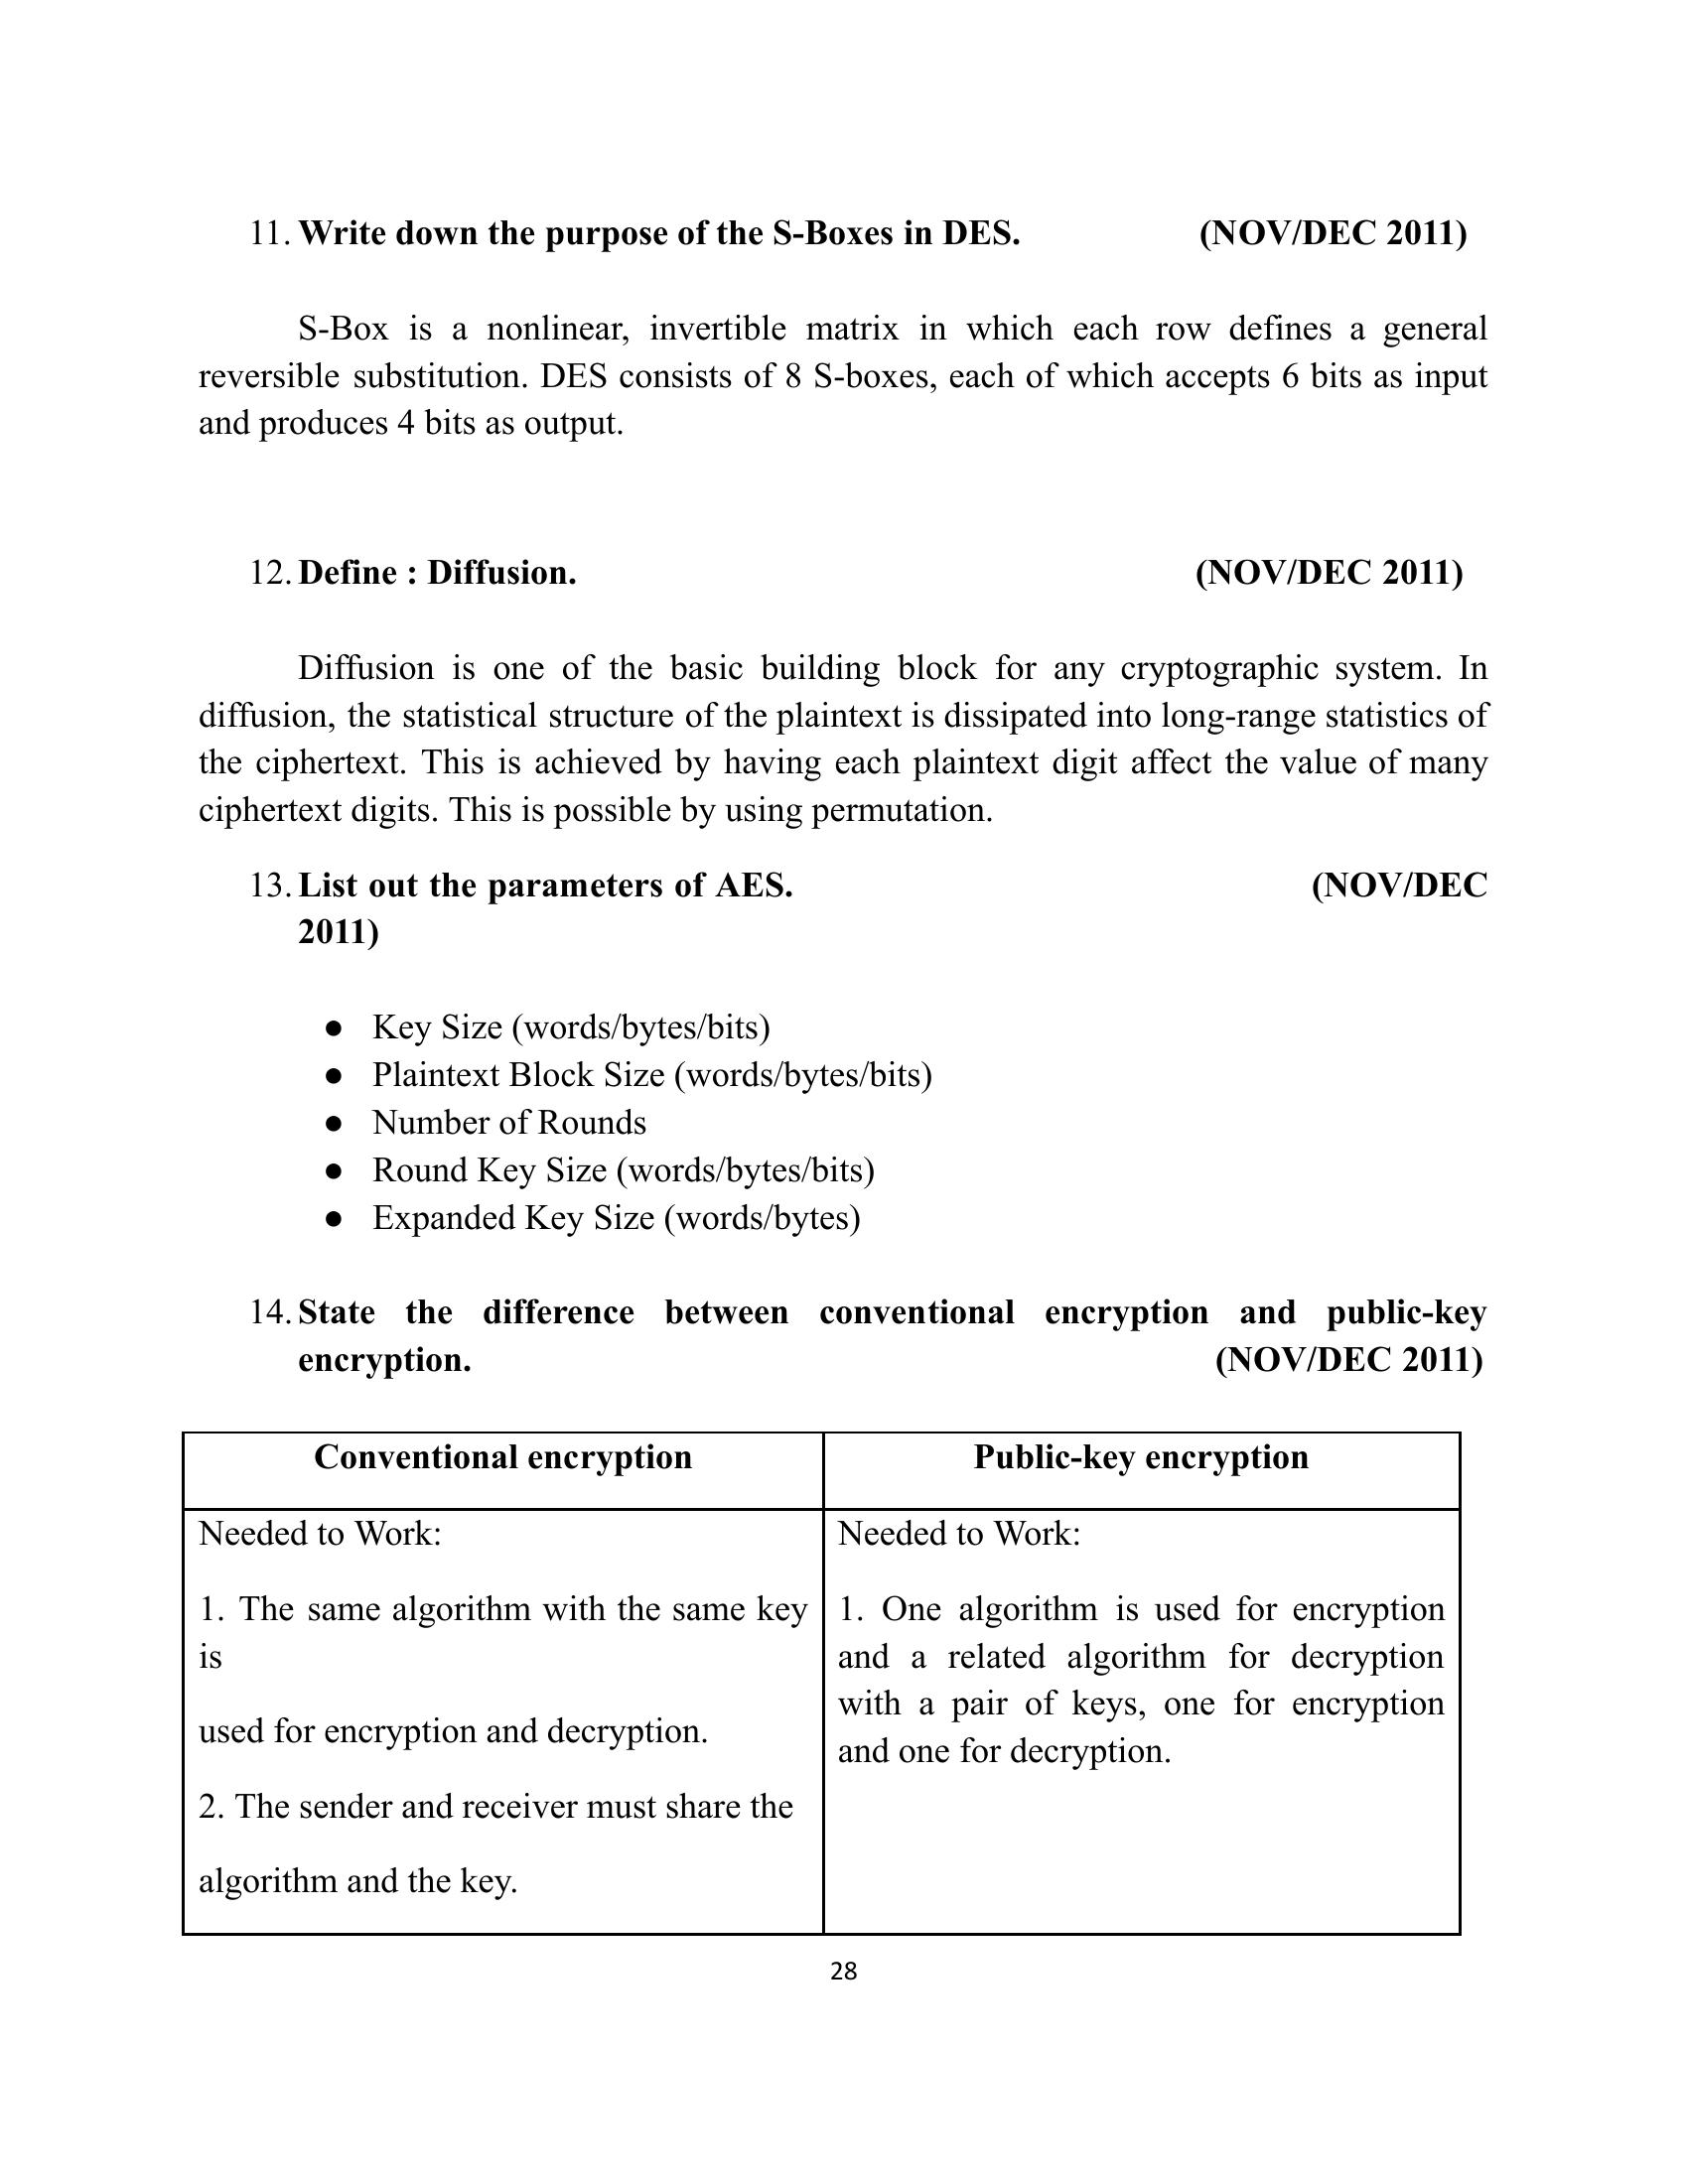 11. Write down the purpose of the S-Boxes in DES. (NOV/DEC 2011)
S-Box is a nonlinear, invertible matrix in which each row defines a general
reversible substitution. DES consists of 8 S-boxes, each of which accepts 6 bits as input
and produces 4 bits as output.
12. Define : Diffusion. (NOV/DEC 2011)
Diffusion is one of the basic building block for any cryptographic system. In
diffusion, the statistical structure of the plaintext is dissipated into long-range statistics of
the ciphertext. This is achieved by having each plaintext digit affect the value of many
ciphertext digits. This is possible by using permutation.
13. List out the parameters of AES. (NOV/DEC
2011)
● Key Size (words/bytes/bits)
● Plaintext Block Size (words/bytes/bits)
● Number of Rounds
● Round Key Size (words/bytes/bits)
● Expanded Key Size (words/bytes)
14. State the difference between conventional encryption and public-key
encryption. (NOV/DEC 2011)
Conventional encryption
Public-key encryption
Needed to Work:
1. The same algorithm with the same key
is
used for encryption and decryption.
2. The sender and receiver must share the
algorithm and the key.
Needed to Work:
1. One algorithm is used for encryption
and a related algorithm for decryption
with a pair of keys, one for encryption
and one for decryption.
28